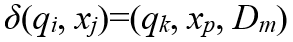 δ(qᵢ, xⱼ)=(qₖ, xₚ, Dₘ)